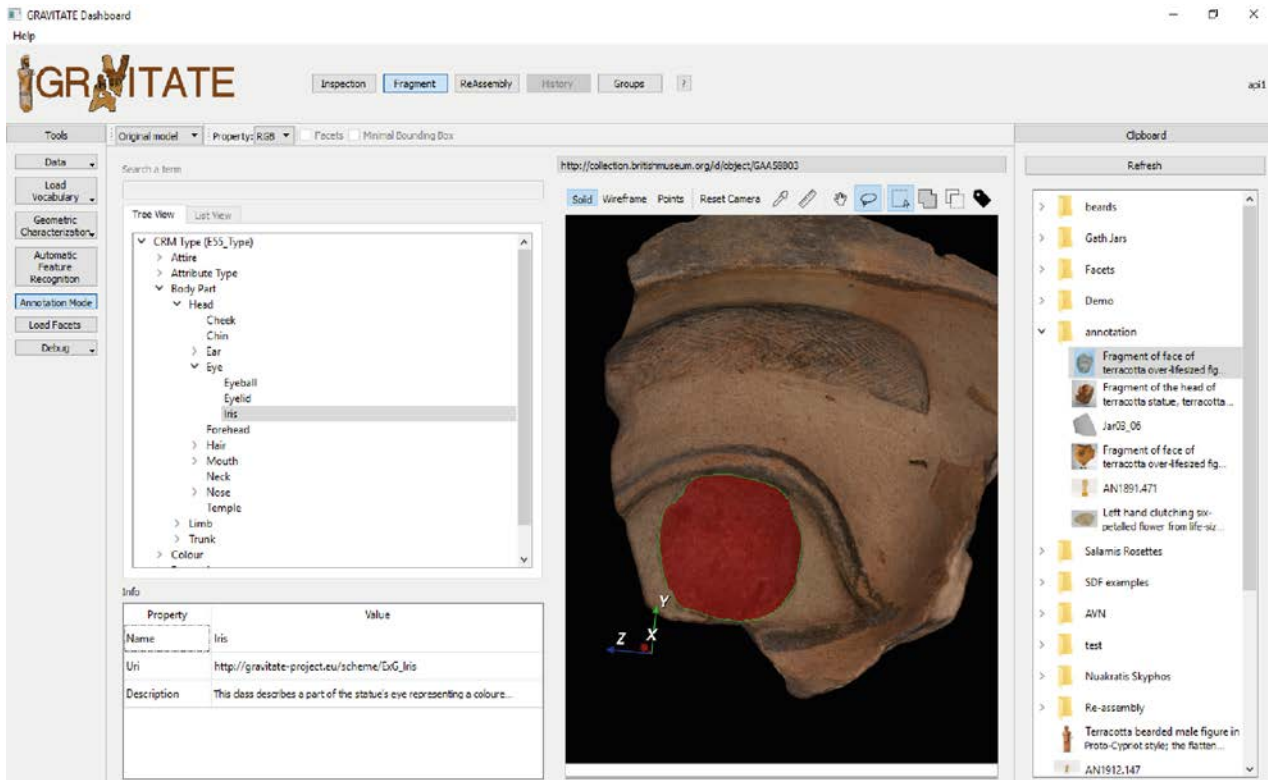 GRAVITATE Dashboard
Help
GRAVITATE
Inspection Fragment ReAssembly History Groups ?
api1
Tools
Original model Property: RGB Facets Minimal Bounding Box
Clipboard
Data
Load Vocabulary
Geometric Characterization
Automatic Feature Recognition
Annotation Mode
Load Facets
Debug
Search a term
Tree View List View
CRM Type (E55_Type)
Attire
Attribute Type
Body Part
Head
Cheek
Chin
Ear
Eye
Eyeball
Eyelid
Iris
Forehead
Hair
Mouth
Neck
Nose
Temple
Limb
Trunk
Colour
Info
Property Value
Name Iris
Uri http://gravitate-project.eu/scheme/ExG_Iris
Description This class describes a part of the statue's eye representing a coloure...
http://collection.britishmuseum.org/id/object/GAA58803
Solid Wireframe Points Reset Camera
Y
Z X
Refresh
beards
Gath Jars
Facets
Demo
annotation
Fragment of face of
terracotta over-lifesized fig...
Fragment of the head of
terracotta statue, terracotta...
Jar03_06
Fragment of face of
terracotta over-lifesized fig...
AN1891.471
Left hand clutching six-
petalled flower from life-siz...
Salamis Rosettes
SDF examples
AVN
test
Nuakratis Skyphos
Re-assembly
Terracotta bearded male figure in
Proto-Cypriot style; the flatten...
AN1912.147